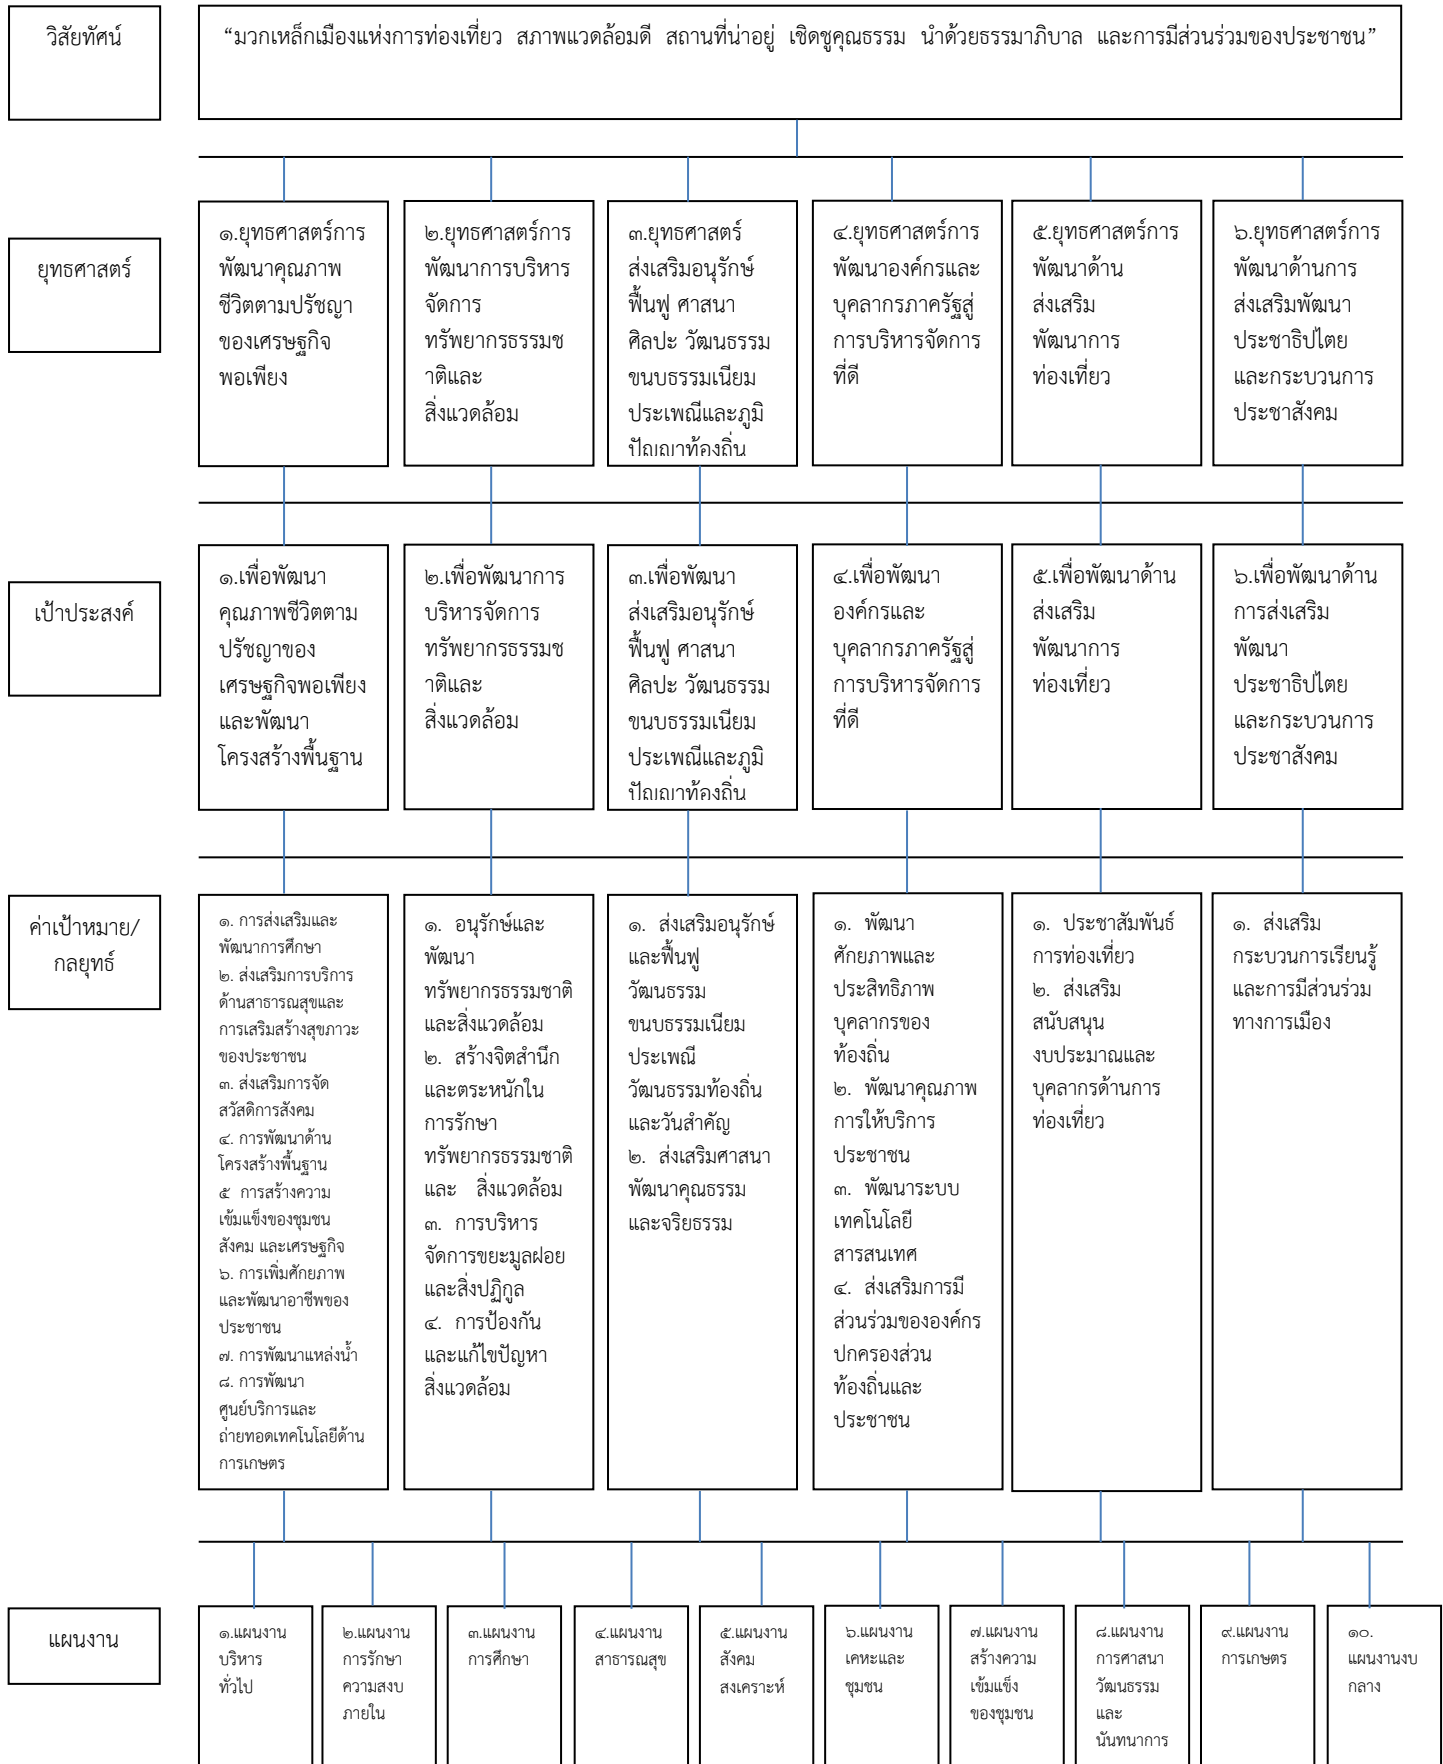 วิสัยทัศน์
“มวกเหล็กเมืองแห่งการท่องเที่ยว สภาพแวดล้อมดี สถานที่น่าอยู่ เชิดชูคุณธรรม นำด้วยธรรมาภิบาล และการมีส่วนร่วมของประชาชน”
ยุทธศาสตร์
๑.ยุทธศาสตร์การ
พัฒนาคุณภาพ
ชีวิตตามปรัชญา
ของเศรษฐกิจ
พอเพียง
๒.ยุทธศาสตร์การ
พัฒนาการบริหาร
จัดการ
ทรัพยากรธรรมช
าติและ
สิ่งแวดล้อม
๓.ยุทธศาสตร์
ส่งเสริมอนุรักษ์
ฟื้นฟู ศาสนา
ศิลปะ วัฒนธรรม
ขนบธรรมเนียม
ประเพณีและภูมิ
ปัญญาท้องถิ่น
๔.ยุทธศาสตร์การ
พัฒนาองค์กรและ
บุคลากรภาครัฐสู่
การบริหารจัดการ
ที่ดี
๕.ยุทธศาสตร์การ
พัฒนาด้าน
ส่งเสริม
พัฒนาการ
ท่องเที่ยว
๖.ยุทธศาสตร์การ
พัฒนาด้านการ
ส่งเสริมพัฒนา
ประชาธิปไตย
และกระบวนการ
ประชาสังคม
เป้าประสงค์
๑.เพื่อพัฒนา
คุณภาพชีวิตตาม
ปรัชญาของ
เศรษฐกิจพอเพียง
และพัฒนา
โครงสร้างพื้นฐาน
๒.เพื่อพัฒนาการ
บริหารจัดการ
ทรัพยากรธรรมช
าติและ
สิ่งแวดล้อม
๓.เพื่อพัฒนา
ส่งเสริมอนุรักษ์
ฟื้นฟู ศาสนา
ศิลปะ วัฒนธรรม
ขนบธรรมเนียม
ประเพณีและภูมิ
ปัญญาท้องถิ่น
๔.เพื่อพัฒนา
องค์กรและ
บุคลากรภาครัฐสู่
การบริหารจัดการ
ที่ดี
๕.เพื่อพัฒนาด้าน
ส่งเสริม
พัฒนาการ
ท่องเที่ยว
๖.เพื่อพัฒนาด้าน
การส่งเสริม
พัฒนา
ประชาธิปไตย
และกระบวนการ
ประชาสังคม
ค่าเป้าหมาย/
กลยุทธ์
๑. การส่งเสริมและ
พัฒนาการศึกษา
๒. ส่งเสริมการบริการ
ด้านสาธารณสุขและ
การเสริมสร้างสุขภาวะ
ของประชาชน
๓. ส่งเสริมการจัด
สวัสดิการสังคม
๔. การพัฒนาด้าน
โครงสร้างพื้นฐาน
๕ การสร้างความ
เข้มแข็งของชุมชน
สังคม และเศรษฐกิจ
๖. การเพิ่มศักยภาพ
และพัฒนาอาชีพของ
ประชาชน
๗. การพัฒนาแหล่งน้ำ
๘. การพัฒนา
ศูนย์บริการและ
ถ่ายทอดเทคโนโลยีด้าน
การเกษตร
๑. อนุรักษ์และ
พัฒนา
ทรัพยากรธรรมชาติ
และสิ่งแวดล้อม
๒. สร้างจิตสำนึก
และตระหนักใน
การรักษา
ทรัพยากรธรรมชาติ
และ สิ่งแวดล้อม
๓. การบริหาร
จัดการขยะมูลฝอย
และสิ่งปฏิกูล
๔. การป้องกัน
และแก้ไขปัญหา
สิ่งแวดล้อม
๑. ส่งเสริมอนุรักษ์
และฟื้นฟู
วัฒนธรรม
ขนบธรรมเนียม
ประเพณี
วัฒนธรรมท้องถิ่น
และวันสำคัญ
๒. ส่งเสริมศาสนา
พัฒนาคุณธรรม
และจริยธรรม
๑. พัฒนา
ศักยภาพและ
ประสิทธิภาพ
บุคลากรของ
ท้องถิ่น
๒. พัฒนาคุณภาพ
การให้บริการ
ประชาชน
๓. พัฒนาระบบ
เทคโนโลยี
สารสนเทศ
๔. ส่งเสริมการมี
ส่วนร่วมขององค์กร
ปกครองส่วน
ท้องถิ่นและ
ประชาชน
๑. ประชาสัมพันธ์
การท่องเที่ยว
๒. ส่งเสริม
สนับสนุน
งบประมาณและ
บุคลากรด้านการ
ท่องเที่ยว
๑. ส่งเสริม
กระบวนการเรียนรู้
และการมีส่วนร่วม
ทางการเมือง
แผนงาน
๑.แผนงาน
บริหาร
ทั่วไป
๒.แผนงาน
การรักษา
ความสงบ
ภายใน
๓.แผนงาน
การศึกษา
๔.แผนงาน
สาธารณสุข
๕.แผนงาน
สังคม
สงเคราะห์
๖.แผนงาน
เคหะและ
ชุมชน
๗.แผนงาน
สร้างความ
เข้มแข็ง
ของชุมชน
๘.แผนงาน
การศาสนา
วัฒนธรรม
และ
นันทนาการ
๙.แผนงาน
การเกษตร
๑๐.
แผนงานงบ
กลาง